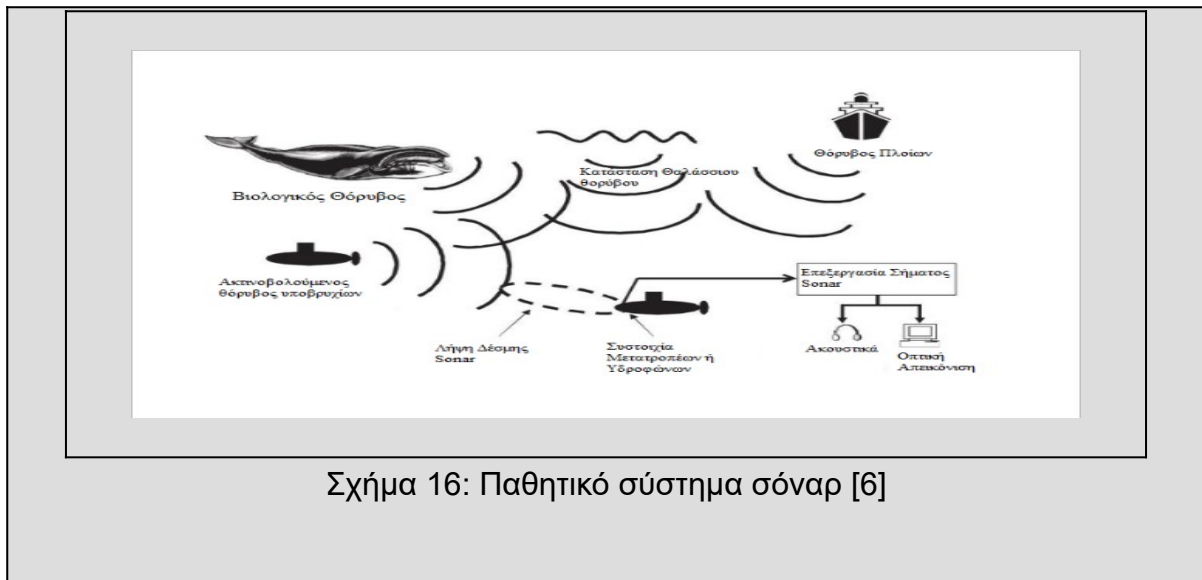 Θόρυβος Πλοίων
Κατάσταση Θαλάσσιου
θορύβου
Βιολογικός Θόρυβος
Ακτινοβολούμενος
θόρυβος υποβρυχίων
Επεξεργασία Σήματος
Sonar
Λήψη Δέσμης
Sonar
Συστοιχία
Μετατροπέων ή
Υδροφώνων
Ακουστικά
Οπτική
Απεικόνιση
Σχήμα 16: Παθητικό σύστημα σόναρ [6]